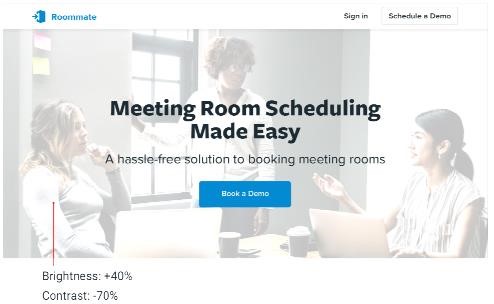 Roommate
Sign in
Schedule a Demo
Meeting Room Scheduling
Made Easy
A hassle-free solution to booking meeting rooms
Book a Demo
Brightness: +40%
Contrast: -70%